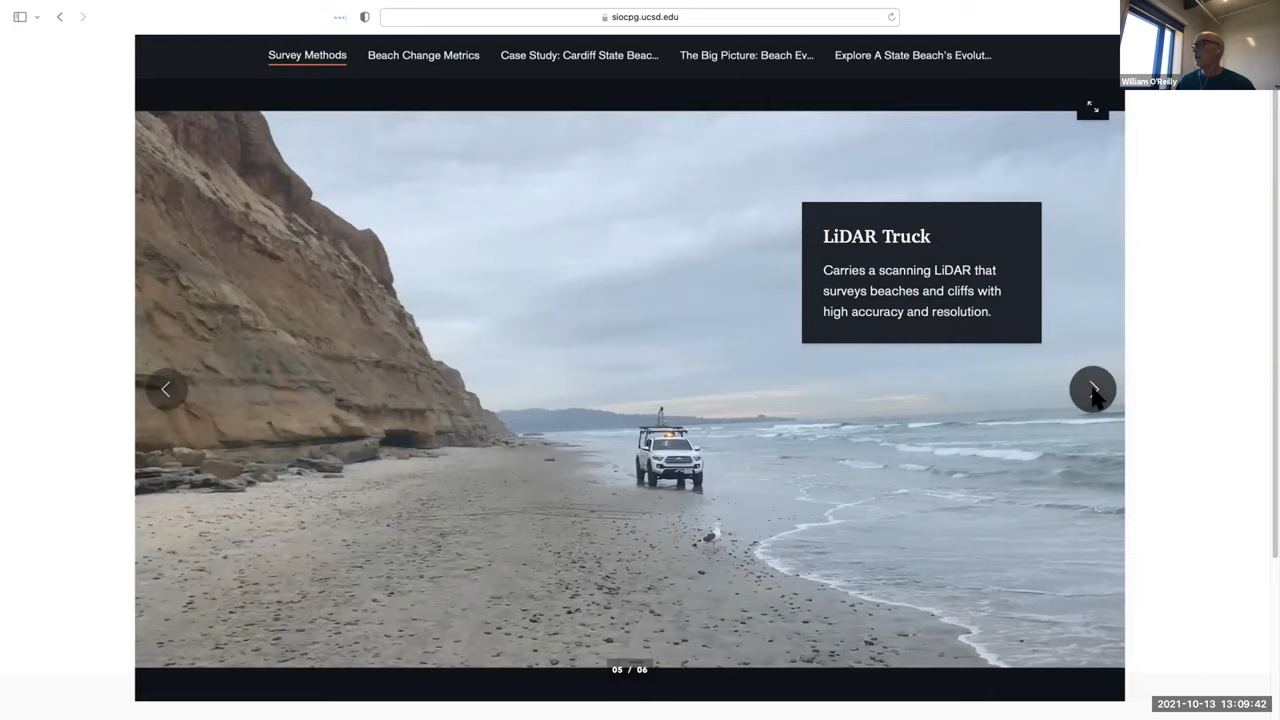 siocpg.ucsd.edu
Survey Methods
Beach Change Metrics
Case Study: Cardiff State Beac...
The Big Picture: Beach Ev...
Explore A State Beach's Evolut...
William O'Reilly
LiDAR Truck
Carries a scanning LiDAR that
surveys beaches and cliffs with
high accuracy and resolution.
05 / 06
2021-10-13 13:09:42